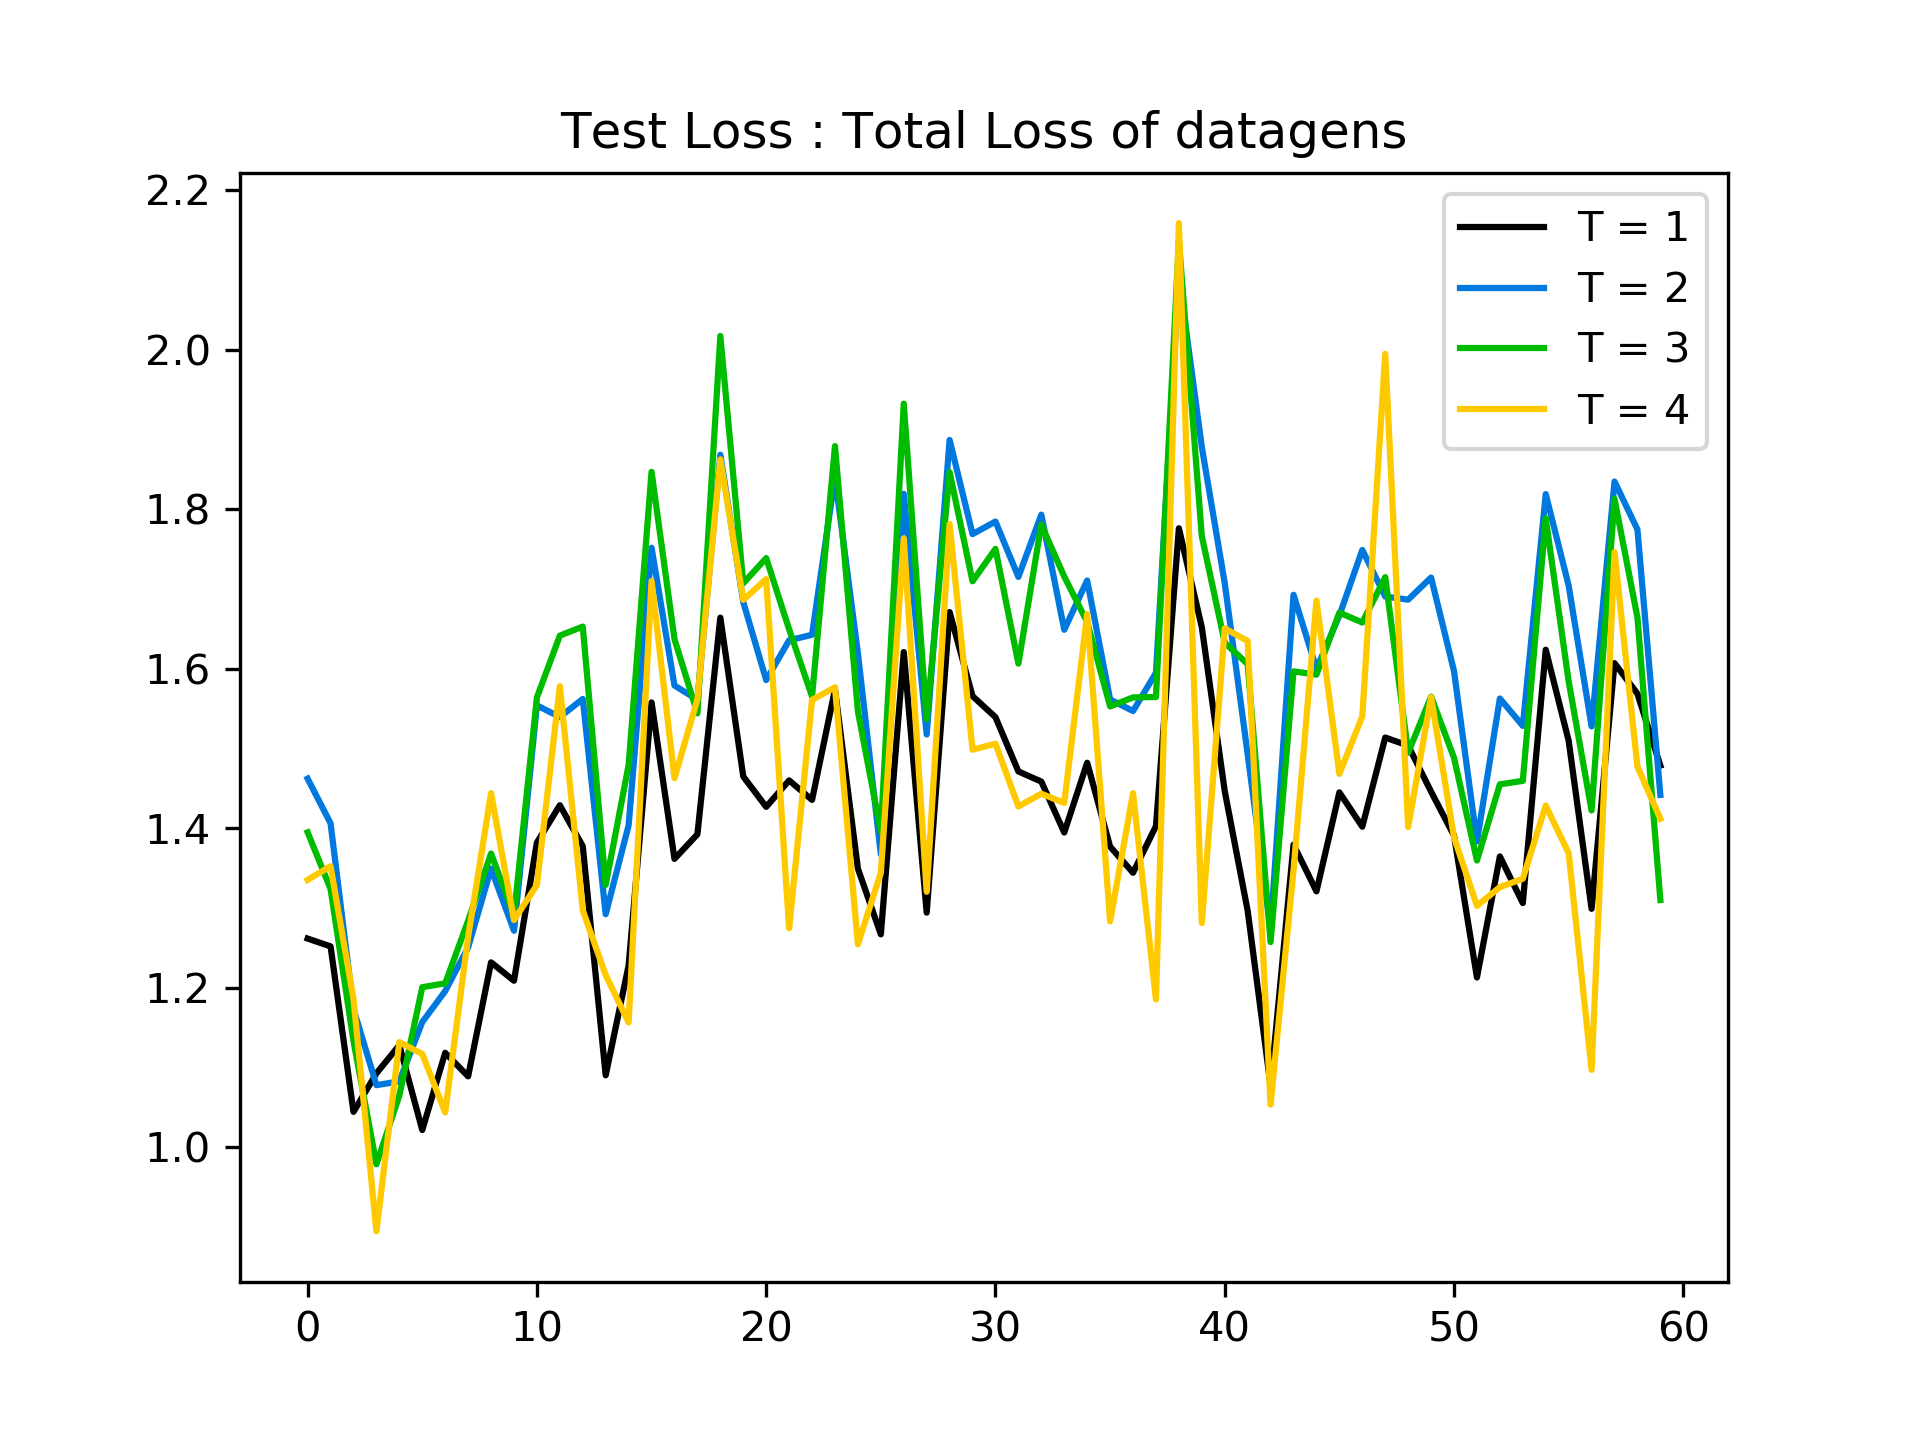 Test Loss : Total Loss of datagens
2.2
2.0
1.8
1.6
1.4
1.2
1.0
T = 1
T = 2
T = 3
T = 4
0 10 20 30 40 50 60